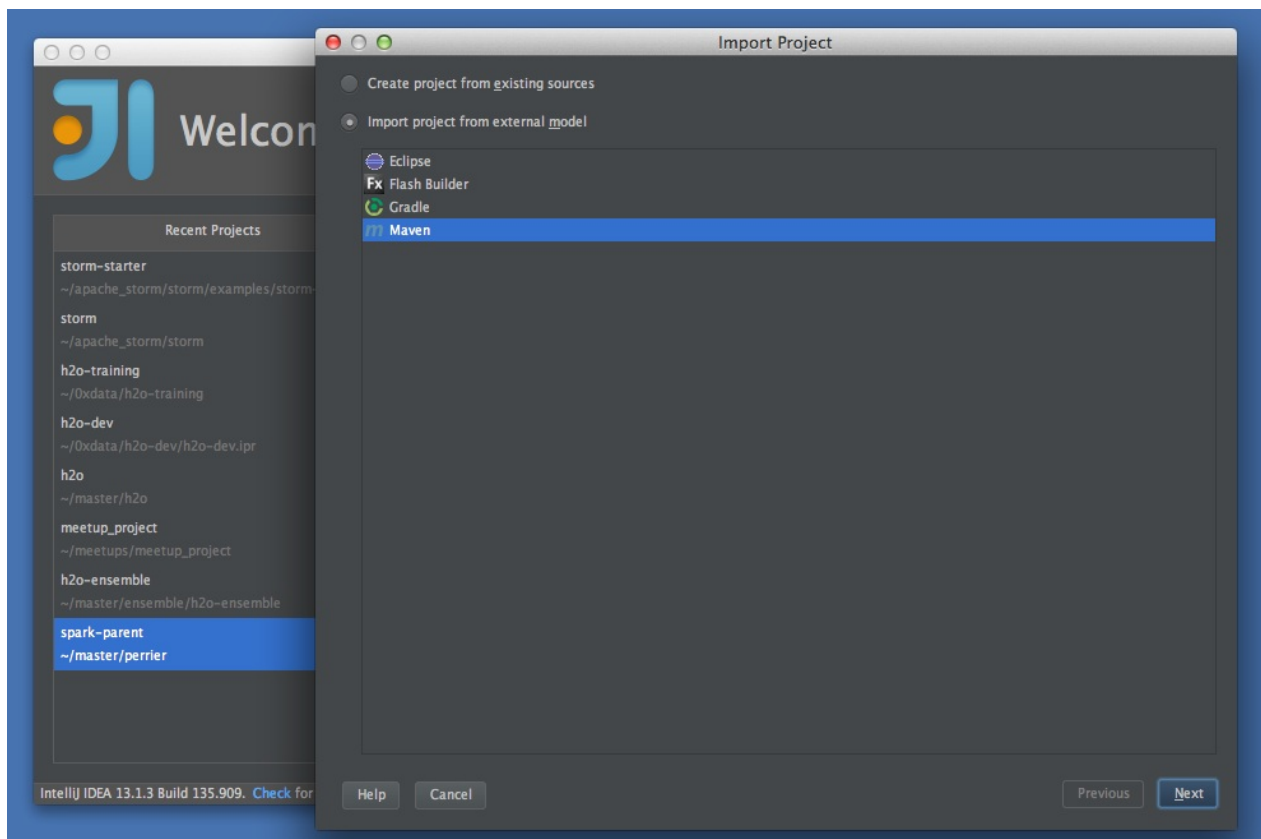 Import Project
Create project from existing sources
Import project from external model
Eclipse
Fx Flash Builder
Gradle
m Maven
Help
Cancel
Previous
Next
JI
Recent Projects
storm-starter
~/apache_storm/storm/examples/storm-
storm
~/apache_storm/storm
h2o-training
~/0xdata/h2o-training
h2o-dev
~/0xdata/h2o-dev/h2o-dev.ipr
h2o
~/master/h2o
meetup_project
~/meetups/meetup_project
h2o-ensemble
~/master/ensemble/h2o-ensemble
spark-parent
~/master/perrier
IntelliJ IDEA 13.1.3 Build 135.909. Check for